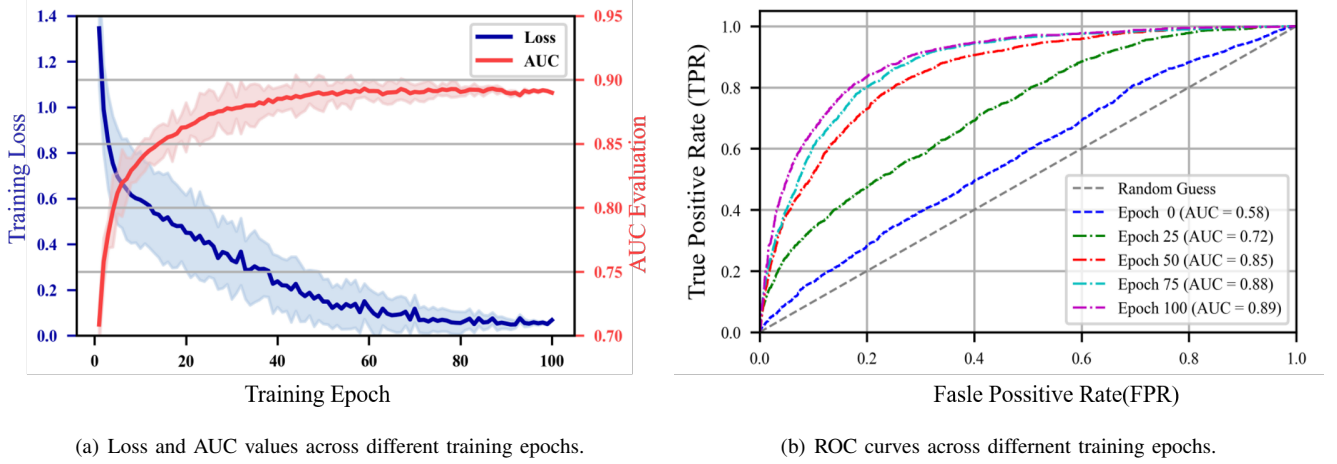 1.4
1.2
1.0
0.8
0.6
0.4
0.2
0.0
Training Loss
0.95
0.90
0.85
0.80
0.75
0.70
AUC Evaluation
Loss
AUC
0 20 40 60 80 100
Training Epoch
(a) Loss and AUC values across different training epochs.
1.0
0.8
0.6
0.4
0.2
0.0
True Positive Rate (TPR)
Random Guess
Epoch 0 (AUC = 0.58)
Epoch 25 (AUC = 0.72)
Epoch 50 (AUC = 0.85)
Epoch 75 (AUC = 0.88)
Epoch 100 (AUC = 0.89)
0.0 0.2 0.4 0.6 0.8 1.0
Fasle Possitive Rate(FPR)
(b) ROC curves across differnent training epochs.